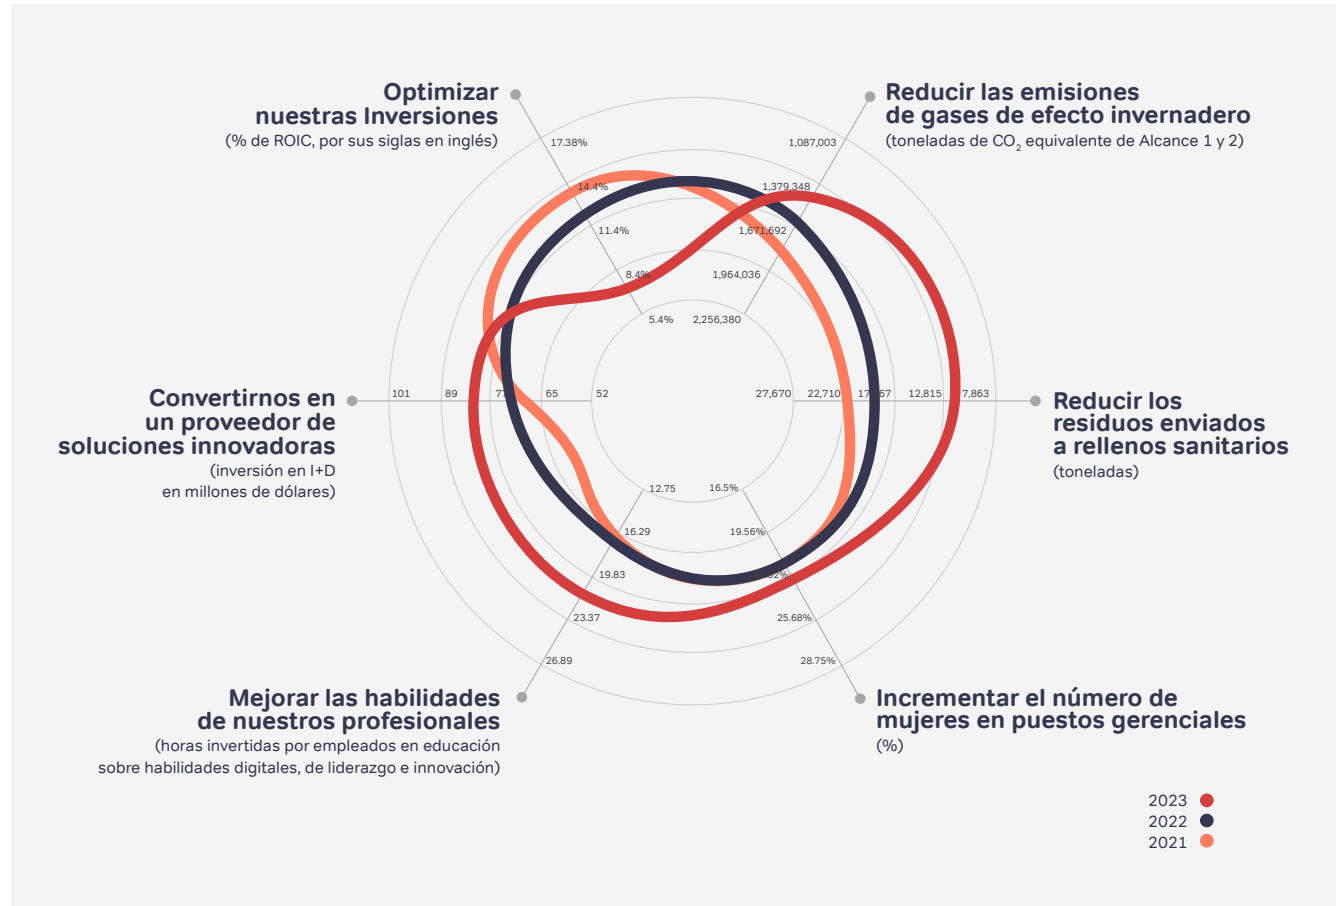 Optimizar
nuestras Inversiones
(% de ROIC, por sus siglas en inglés)
Reducir las emisiones
de gases de efecto invernadero
(toneladas de CO2 equivalente de Alcance 1 y 2)
17.38%
14.4%
11.4%
8.4%
5.4%
1,087,003
1,379,348
1,671,692
1,964,036
2,256,380
Convertirnos en
un proveedor de
soluciones innovadoras
(inversión en I+D
en millones de dólares)
101
89
65
52
27,670
22,710
12,815
7,863
Reducir los
residuos enviados
a rellenos sanitarios
(toneladas)
12.75
16.29
19.83
23.37
26.89
16.5%
19.56%
25.68%
28.75%
Mejorar las habilidades
de nuestros profesionales
(horas invertidas por empleados en educación
sobre habilidades digitales, de liderazgo e innovación)
Incrementar el número de
mujeres en puestos gerenciales
(%)
2023
2022
2021